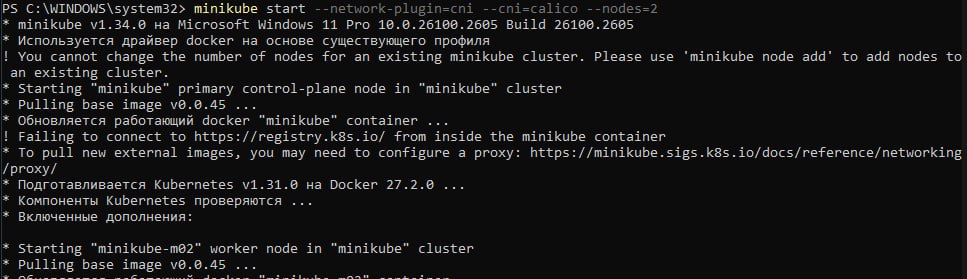 PS C:\WINDOWS\system32> minikube start --network-plugin=cni --cni=calico --nodes=2
* minikube v1.34.0 на Microsoft Windows 11 Pro 10.0.26100.2605 Build 26100.2605
* Используется драйвер docker на основе существующего профиля
! You cannot change the number of nodes for an existing minikube cluster. Please use 'minikube node add' to add nodes to
 an existing cluster.
* Starting "minikube" primary control-plane node in "minikube" cluster
* Pulling base image v0.0.45 ...
* Обновляется работающий docker "minikube" container ...
! Failing to connect to https://registry.k8s.io/ from inside the minikube container
* To pull new external images, you may need to configure a proxy: https://minikube.sigs.k8s.io/docs/reference/networking
/proxy/
* Подготавливается Kubernetes v1.31.0 на Docker 27.2.0 ...
* Компоненты Kubernetes проверяются ...
* Включенные дополнения:
* Starting "minikube-m02" worker node in "minikube" cluster
* Pulling base image v0.0.45 ...
* Обновляется работающий docker "minikube-m02" container